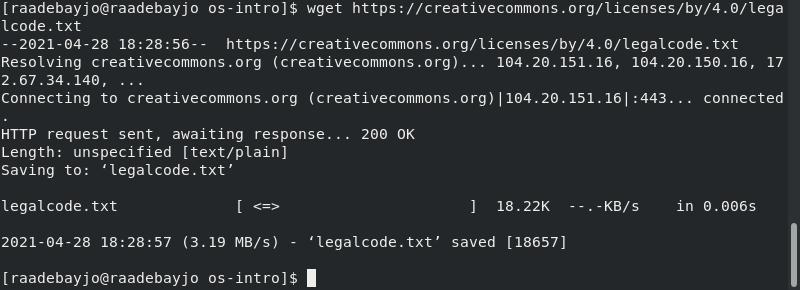 [raadebayjo@raadebayjo os-intro]$ wget https://creativecommons.org/licenses/by/4.0/lega
lcode.txt
--2021-04-28 18:28:56--  https://creativecommons.org/licenses/by/4.0/legalcode.txt
Resolving creativecommons.org (creativecommons.org)... 104.20.151.16, 104.20.150.16, 17
2.67.34.140, ...
Connecting to creativecommons.org (creativecommons.org)|104.20.151.16|:443... connected
.
HTTP request sent, awaiting response... 200 OK
Length: unspecified [text/plain]
Saving to: ‘legalcode.txt’
legalcode.txt             [ <=>                      ]  18.22K  --.-KB/s    in 0.006s
2021-04-28 18:28:57 (3.19 MB/s) - ‘legalcode.txt’ saved [18657]
[raadebayjo@raadebayjo os-intro]$